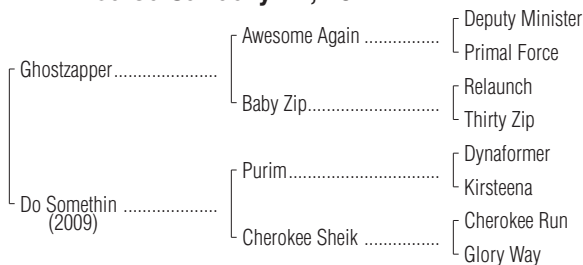 Deputy Minister
Awesome Again ................
Primal Force
Ghostzapper......................
Relaunch
Baby Zip............................
Thirty Zip
Dynaformer
Purim................................
Kirsteena
Do Somethin ....................
(2009)
Cherokee Run
Cherokee Sheik ................
Glory Way